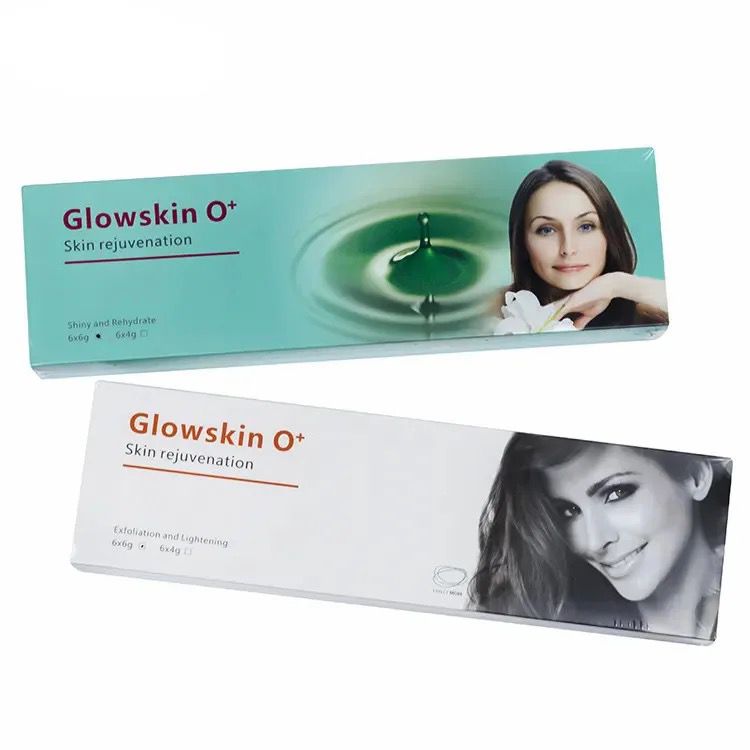 Glowskin O+
Skin rejuvenation
Shiny and Rehydrate
6x6g 6x4g
Glowskin O+
Skin rejuvenation
Exfoliation and Lightening
6x6g 6x4g